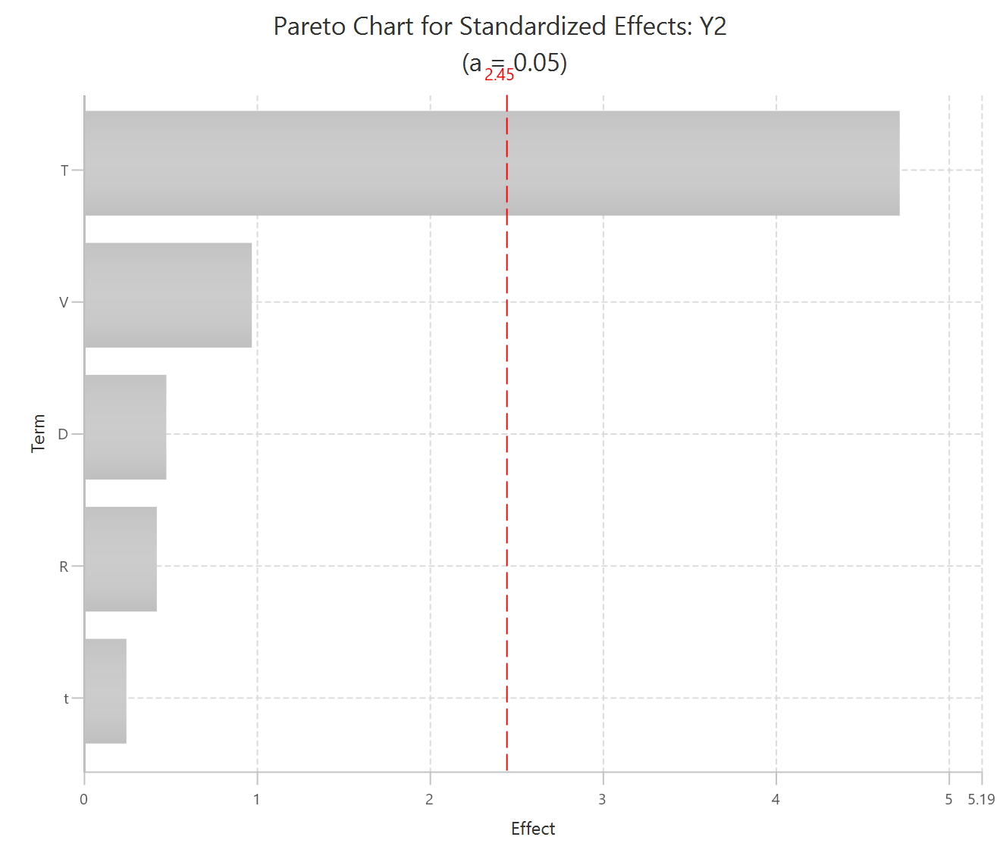 Pareto Chart for Standardized Effects: Y2
(a = 0.05)
2.45
T
V
D
R
t
Term
0 1 2 3 4 5 5.19
Effect